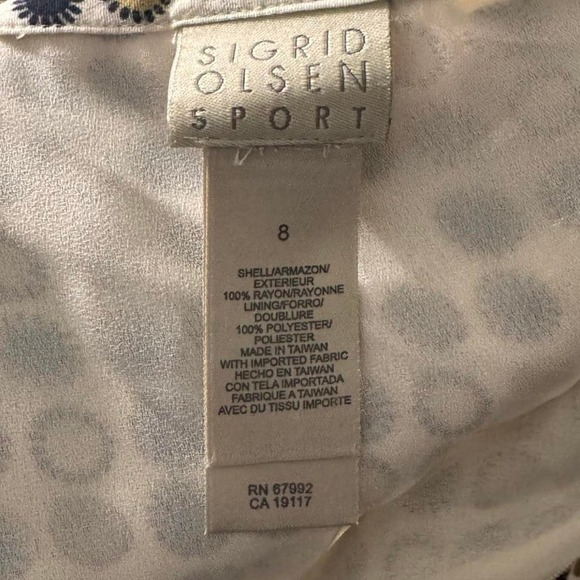 SIGRID
OLSEN
SPORT
8
SHELL/ARMAZON/
EXTERIEUR
100% RAYON/RAYONNE
LINING/FORRO/
DOUBLURE
100% POLYESTER/
POLIESTER
MADE IN TAIWAN
WITH IMPORTED FABRIC
HECHO EN TAIWAN
CON TELA IMPORTADA
FABRIQUE A TAIWAN
AVEC DU TISSU IMPORTE
RN 67992
CA 19117